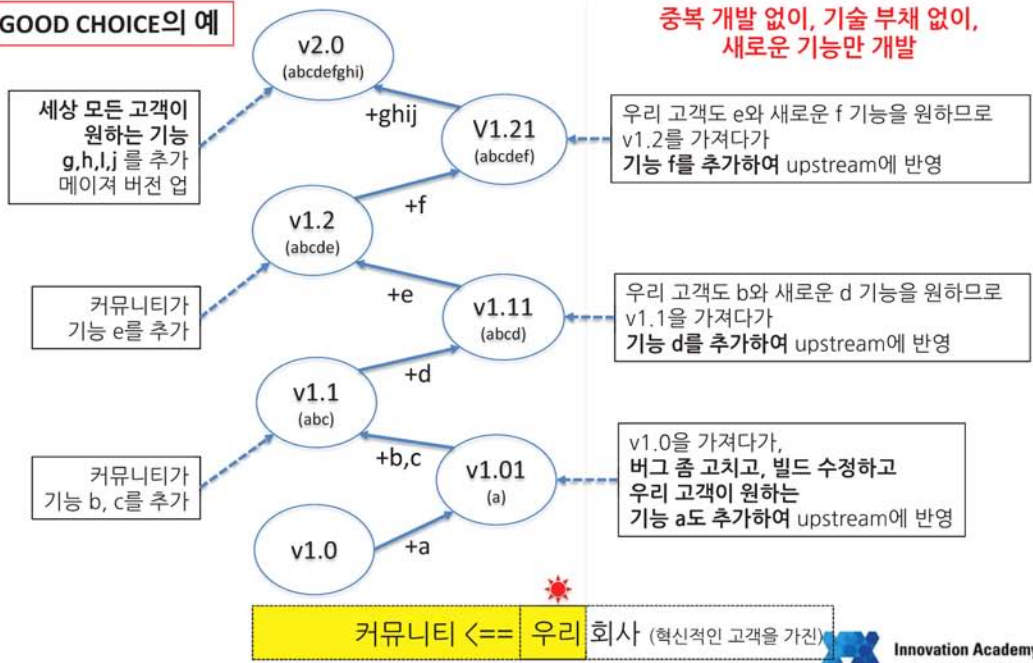 GOOD CHOICE의 예
중복 개발 없이, 기술 부채 없이,
새로운 기능만 개발
v2.0
(abcdefghi)
세상 모든 고객이
원하는 기능
g,h,I,j 를 추가
메이져 버전 업
+ghij
V1.21
(abcdef)
우리 고객도 e와 새로운 f 기능을 원하므로
v1.2를 가져다가
기능 f를 추가하여 upstream에 반영
+f
v1.2
(abcde)
커뮤니티가
기능 e를 추가
+e
v1.11
(abcd)
우리 고객도 b와 새로운 d 기능을 원하므로
v1.1을 가져다가
기능 d를 추가하여 upstream에 반영
+d
v1.1
(abc)
커뮤니티가
기능 b, c를 추가
+b,c
v1.01
(a)
v1.0을 가져다가,
버그 좀 고치고, 빌드 수정하고
우리 고객이 원하는
기능 a도 추가하여 upstream에 반영
v1.0
+a
커뮤니티 <== 우리 회사 (혁신적인 고객을 가진)
Innovation Academ